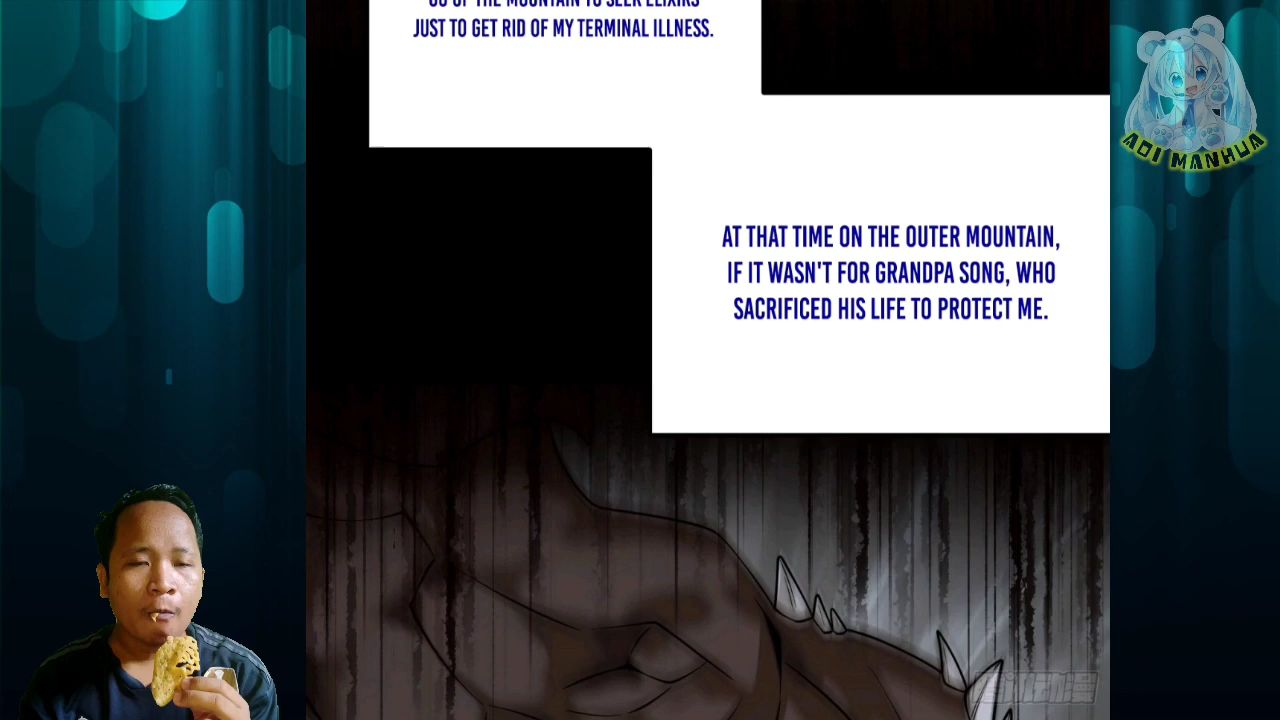 JUST TO GET RID OF MY TERMINAL ILLNESS.
AT THAT TIME ON THE OUTER MOUNTAIN,
IF IT WASN'T FOR GRANDPA SONG, WHO
SACRIFICED HIS LIFE TO PROTECT ME.
AOI MANHUA